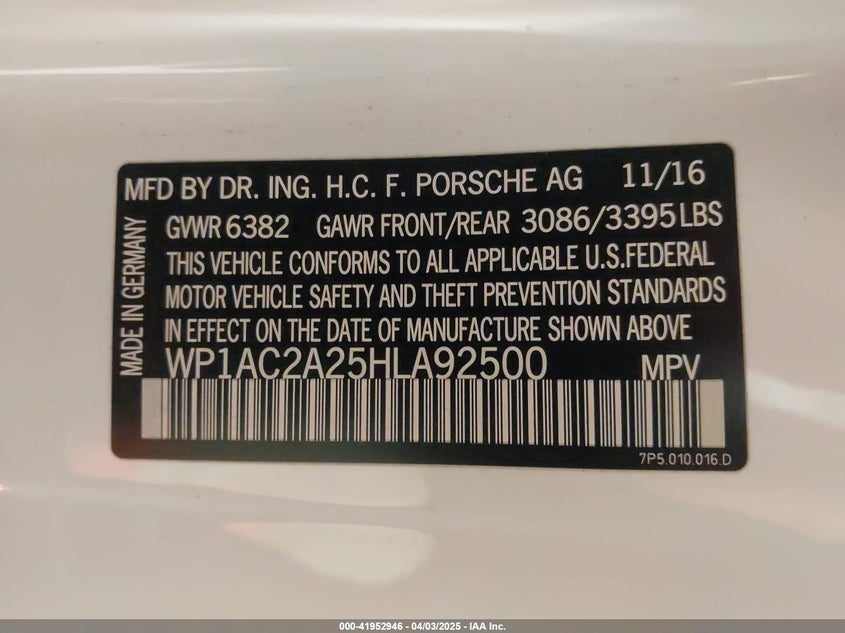 MFD BY DR. ING. H.C. F. PORSCHE AG 11/16
GVWR 6382 GAWR FRONT/REAR 3086/3395 LBS
THIS VEHICLE CONFORMS TO ALL APPLICABLE U.S.FEDERAL
MOTOR VEHICLE SAFETY AND THEFT PREVENTION STANDARDS
IN EFFECT ON THE DATE OF MANUFACTURE SHOWN ABOVE
WP1AC2A25HLA92500 MPV
MADE IN GERMANY
7P5.010.016.D
000-41952946 - 04/03/2025 - IAA Inc.